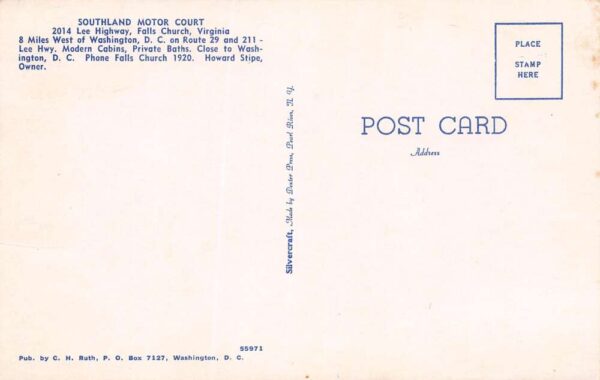 SOUTHLAND MOTOR COURT
2014 Lee Highway, Falls Church, Virginia
8 Miles West of Washington, D. C. on Route 29 and 211 -
Lee Hwy. Modern Cabins, Private Baths. Close to Wash-
ington, D. C. Phone Falls Church 1920. Howard Stipe,
Owner.
Silvercraft, Made by Dexter Press, Pearl River, N. Y.
PLACE
STAMP
HERE
POST CARD
Address
55971
Pub. by C. H. Ruth, P. O. Box 7127, Washington, D. C.